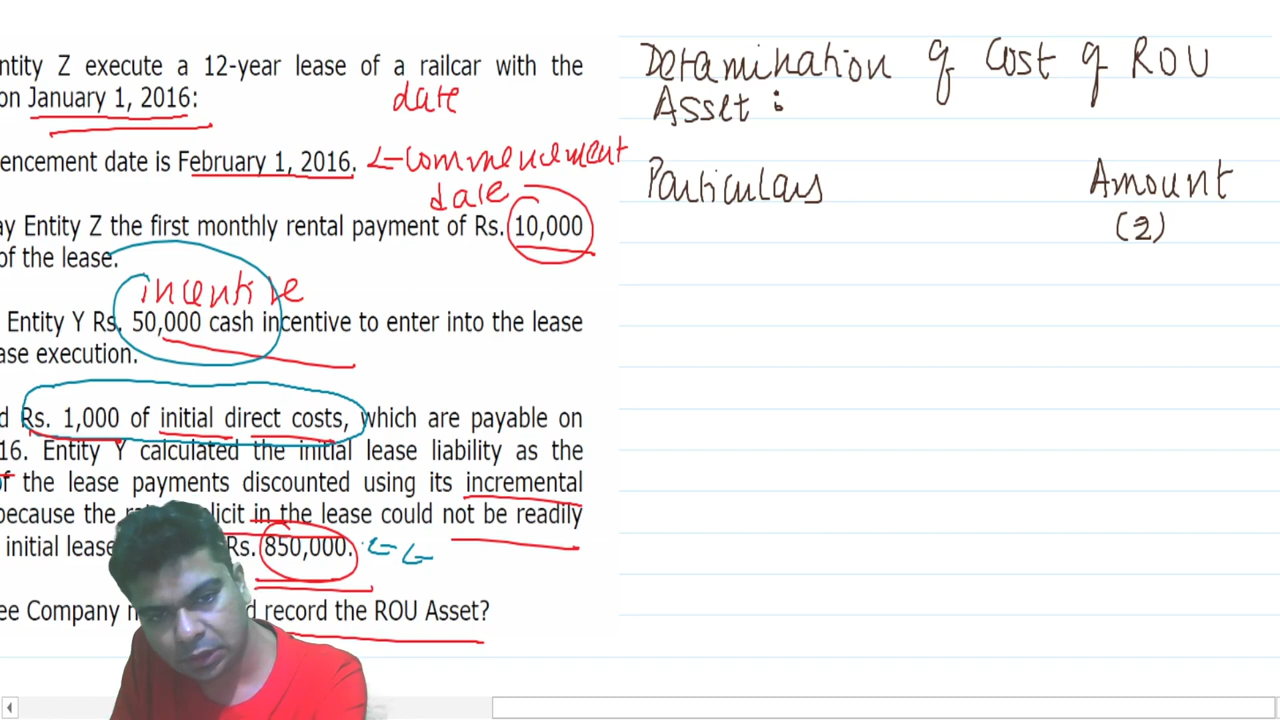 ntity Z execute a 12-year lease of a railcar with the
on January 1, 2016:
date
encement date is February 1, 2016. <-commencement
date
ay Entity Z the first monthly rental payment of Rs. 10,000
of the lease.
incentive
Entity Y Rs. 50,000 cash incentive to enter into the lease
ase execution.
d Rs. 1,000 of initial direct costs, which are payable on
16. Entity Y calculated the initial lease liability as the
of the lease payments discounted using its incremental
because the licit in the lease could not be readily
initial lease Rs. 850,000.
ee Company d record the ROU Asset?
Determination of Cost of ROU
Asset :
Particulars Amount
(₹)